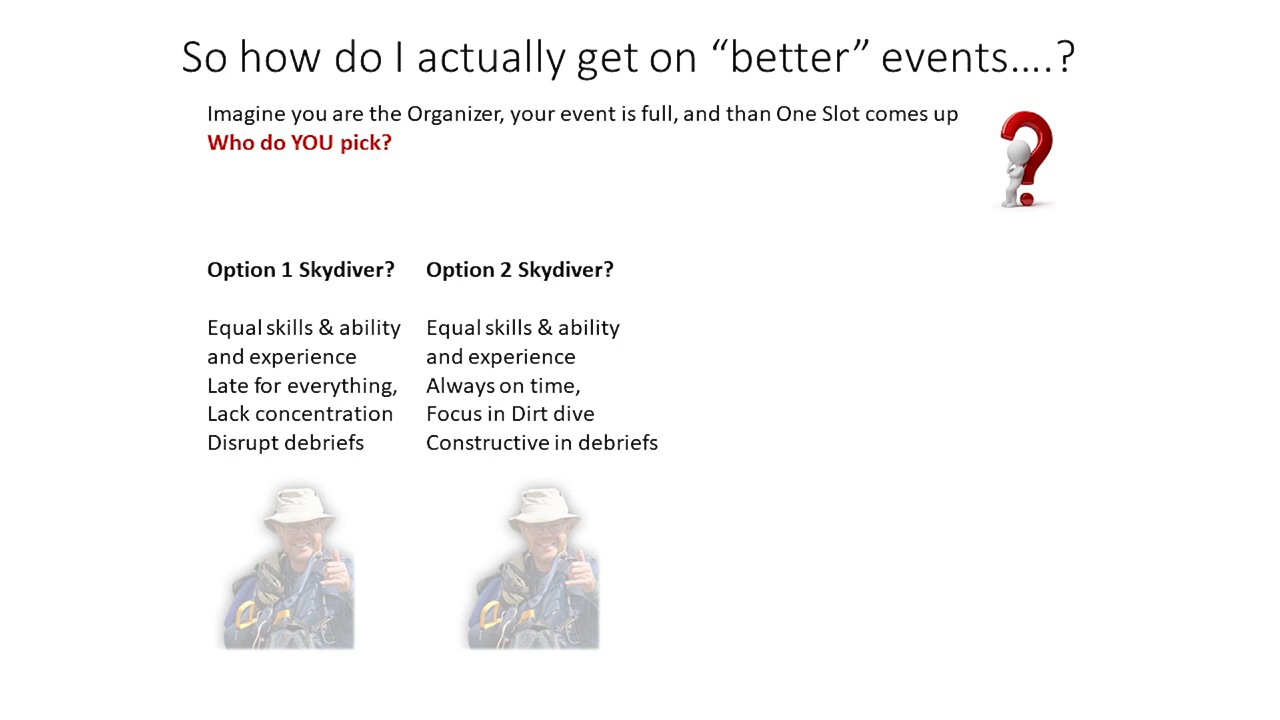 So how do I actually get on “better” events….?
Imagine you are the Organizer, your event is full, and than One Slot comes up
Who do YOU pick?
Option 1 Skydiver?
Equal skills & ability
and experience
Late for everything,
Lack concentration
Disrupt debriefs
Option 2 Skydiver?
Equal skills & ability
and experience
Always on time,
Focus in Dirt dive
Constructive in debriefs